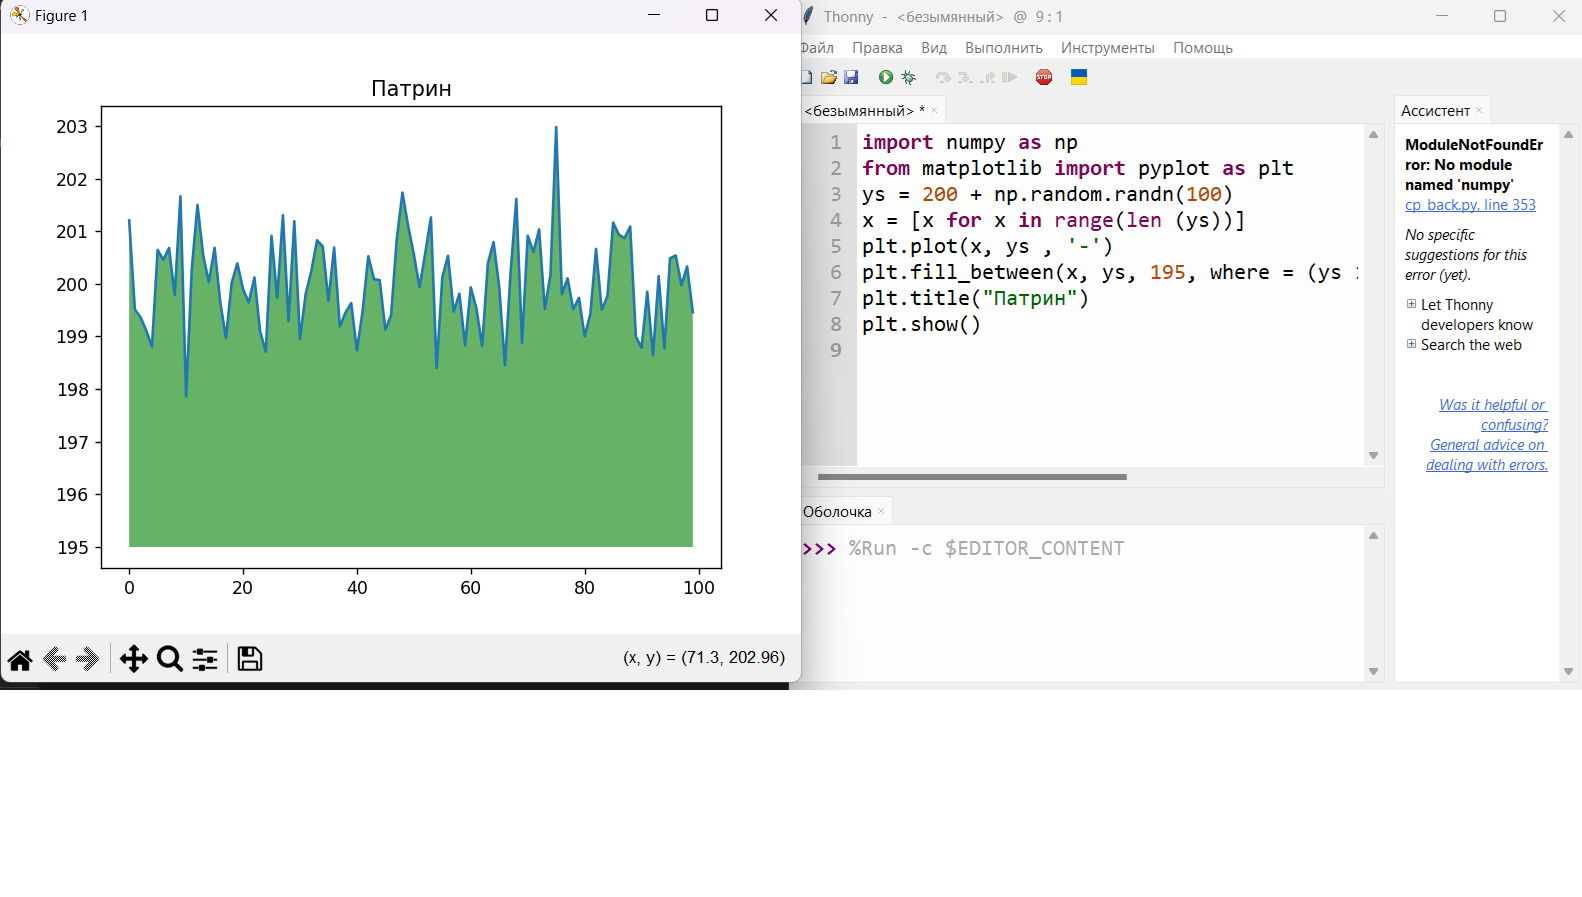 Figure 1
Патрин
203
202
201
200
199
198
197
196
195
0 20 40 60 80 100
(x, y) = (71.3, 202.96)
Thonny - <безымянный> @ 9:1
Файл Правка Вид Выполнить Инструменты Помощь
STOP
<безымянный> * ×
1 import numpy as np
2 from matplotlib import pyplot as plt
3 ys = 200 + np.random.randn(100)
4 x = [x for x in range(len (ys))]
5 plt.plot(x, ys , '-')
6 plt.fill_between(x, ys, 195, where = (ys
7 plt.title("Патрин")
8 plt.show()
9
Оболочка ×
>>> %Run -c $EDITOR_CONTENT
Ассистент ×
ModuleNotFoundEr
ror: No module
named 'numpy'
cp_back.py, line 353
No specific
suggestions for this
error (yet).
Let Thonny
developers know
Search the web
Was it helpful or
confusing?
General advice on
dealing with errors.